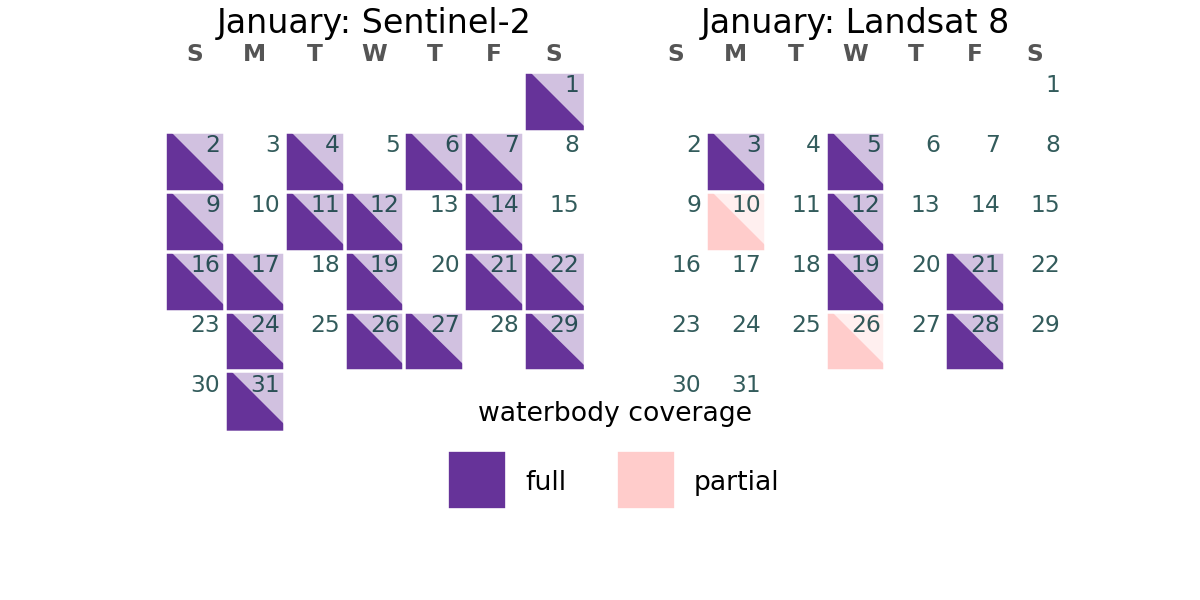 January: Sentinel-2
S M T W T F S
1
2 3 4 5 6 7 8
9 10 11 12 13 14 15
16 17 18 19 20 21 22
23 24 25 26 27 28 29
30 31
January: Landsat 8
S M T W T F S
1
2 3 4 5 6 7 8
9 10 11 12 13 14 15
16 17 18 19 20 21 22
23 24 25 26 27 28 29
30 31
waterbody coverage
full partial